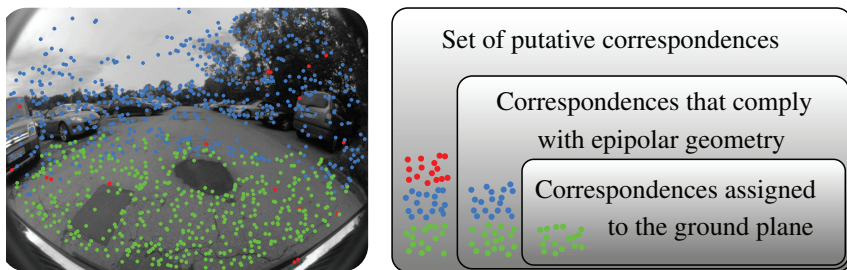 Set of putative correspondences
Correspondences that comply
with epipolar geometry
Correspondences assigned
to the ground plane